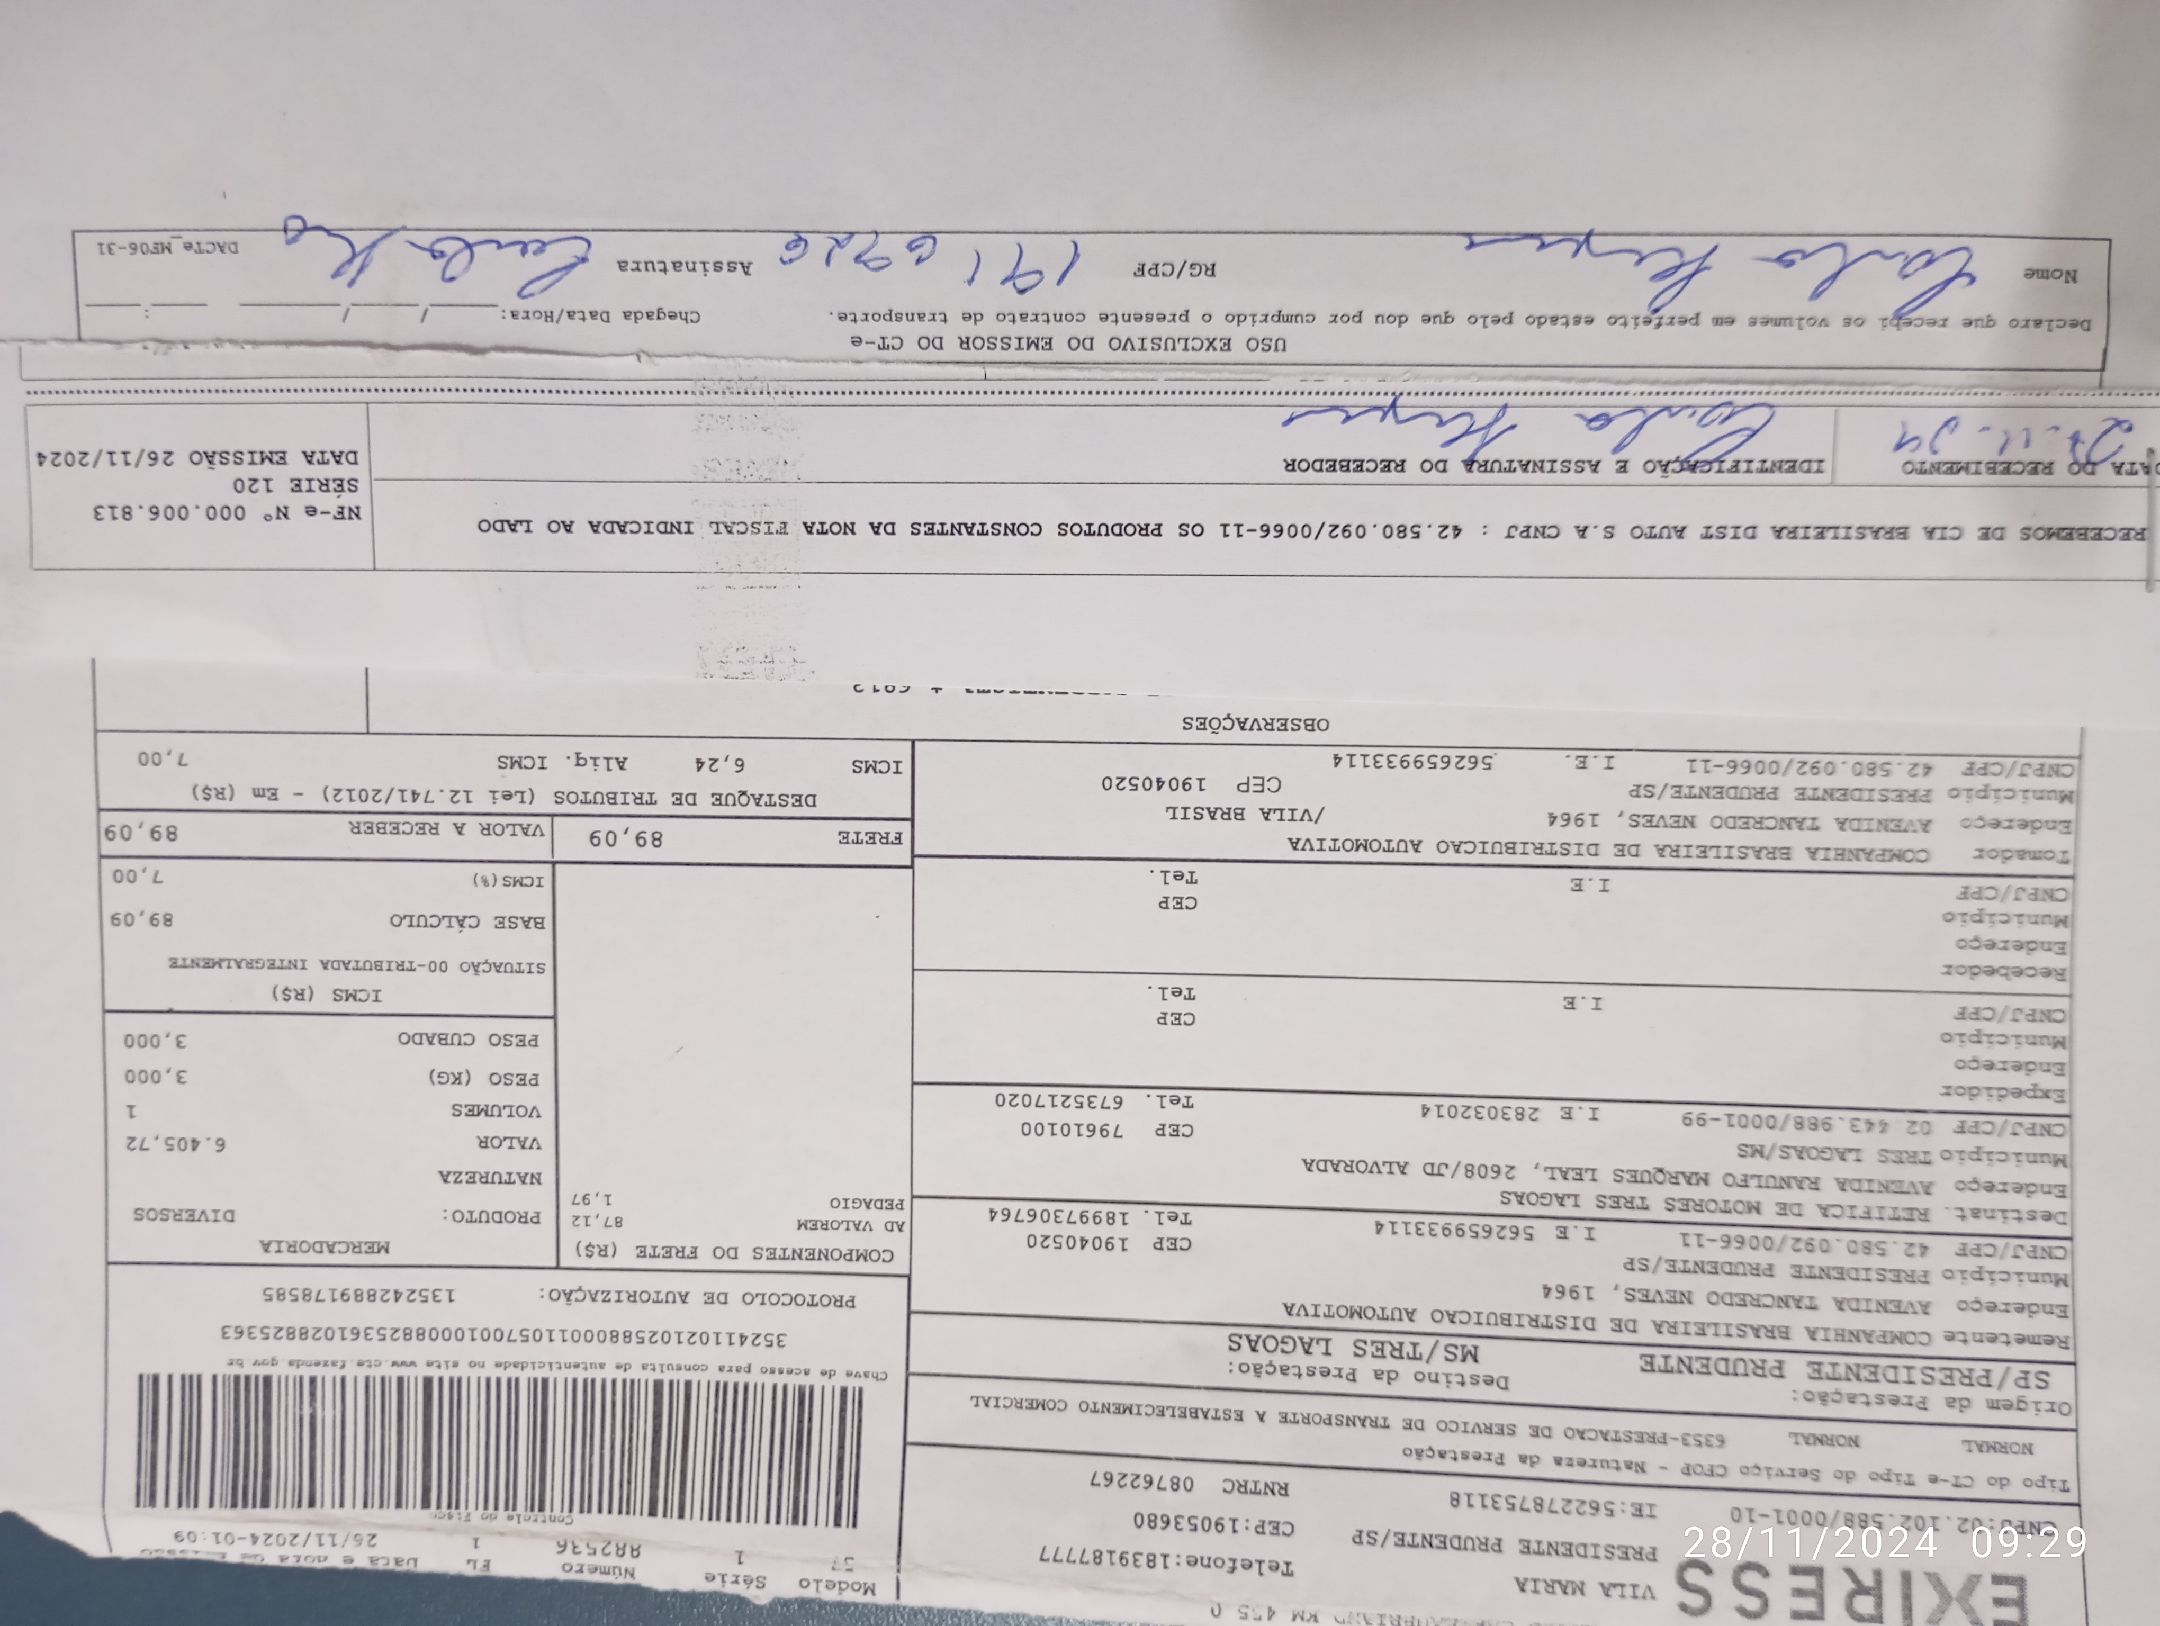 EXIRESS
VILA MARIA
Telefone:1839187777
PRESIDENTE PRUDENTE/SP
CEP:19053680
CNPJ:02.102.588/0001-10 IE:562278753118 RNTRC 08762267
Modelo Série Número FL Data e
57 1 882536 1 26/11/2024-01:09
Controle do Fisco
Tipo do CT-e Tipo do Serviço CFOP - Natureza da Prestação
NORMAL NORMAL 6353-PRESTACAO DE SERVICO DE TRANSPORTE A ESTABELECIMENTO COMERCIAL
Chave de acesso para consulta de autenticidade no site www.cte.fazenda.gov.br
35241102102588000110570010008825361028825363
PROTOCOLO DE AUTORIZAÇÃO: 135242889178585
Origem da Prestação: Destino da Prestação:
SP/PRESIDENTE PRUDENTE MS/TRES LAGOAS
Remetente COMPANHIA BRASILEIRA DE DISTRIBUICAO AUTOMOTIVA
Endereço AVENIDA TANCREDO NEVES, 1964
Município PRESIDENTE PRUDENTE/SP CEP 19040520
CNPJ/CPF 42.580.092/0066-11 I.E 562659933114 Tel. 18997306764
Destinat. RETIFICA DE MOTORES TRES LAGOAS
Endereço AVENIDA RANULFO MARQUES LEAL, 2608/JD ALVORADA
Município TRES LAGOAS/MS CEP 79610100
CNPJ/CPF 02.443.988/0001-99 I.E 283032014 Tel. 6735217020
Expedidor
Endereço
Município CEP
CNPJ/CPF I.E Tel.
Recebedor
Endereço
Município CEP
CNPJ/CPF I.E Tel.
Tomador COMPANHIA BRASILEIRA DE DISTRIBUICAO AUTOMOTIVA
Endereço AVENIDA TANCREDO NEVES, 1964 /VILA BRASIL
Município PRESIDENTE PRUDENTE/SP CEP 19040520
CNPJ/CPF 42.580.092/0066-11 I.E. 562659933114
COMPONENTES DO FRETE (R$)
AD VALOREM 87,12
PEDAGIO 1,97
MERCADORIA
PRODUTO: DIVERSOS
NATUREZA
VALOR 6.405,72
VOLUMES 1
PESO (KG) 3,000
PESO CUBADO 3,000
ICMS (R$)
SITUAÇÃO 00-TRIBUTADA INTEGRALMENTE
BASE CÁLCULO 89,09
ICMS(%) 7,00
FRETE 89,09 VALOR A RECEBER 89,09
DESTAQUE DE TRIBUTOS (Lei 12.741/2012) - Em (R$)
ICMS 6,24 Aliq. ICMS 7,00
OBSERVAÇÕES
RECEBEMOS DE CIA BRASILEIRA DIST AUTO S.A CNPJ : 42.580.092/0066-11 OS PRODUTOS CONSTANTES DA NOTA FISCAL INDICADA AO LADO
NF-e Nº 000.006.813
SÉRIE 120
DATA EMISSÃO 26/11/2024
DATA DO RECEBIMENTO IDENTIFICAÇÃO E ASSINATURA DO RECEBEDOR
USO EXCLUSIVO DO EMISSOR DO CT-e
Declaro que recebi os volumes em perfeito estado pelo que dou por cumprido o presente contrato de transporte. Chegada Data/Hora: / / :
Nome RG/CPF Assinatura
DACTe_MF06-31
28/11/2024 09:29